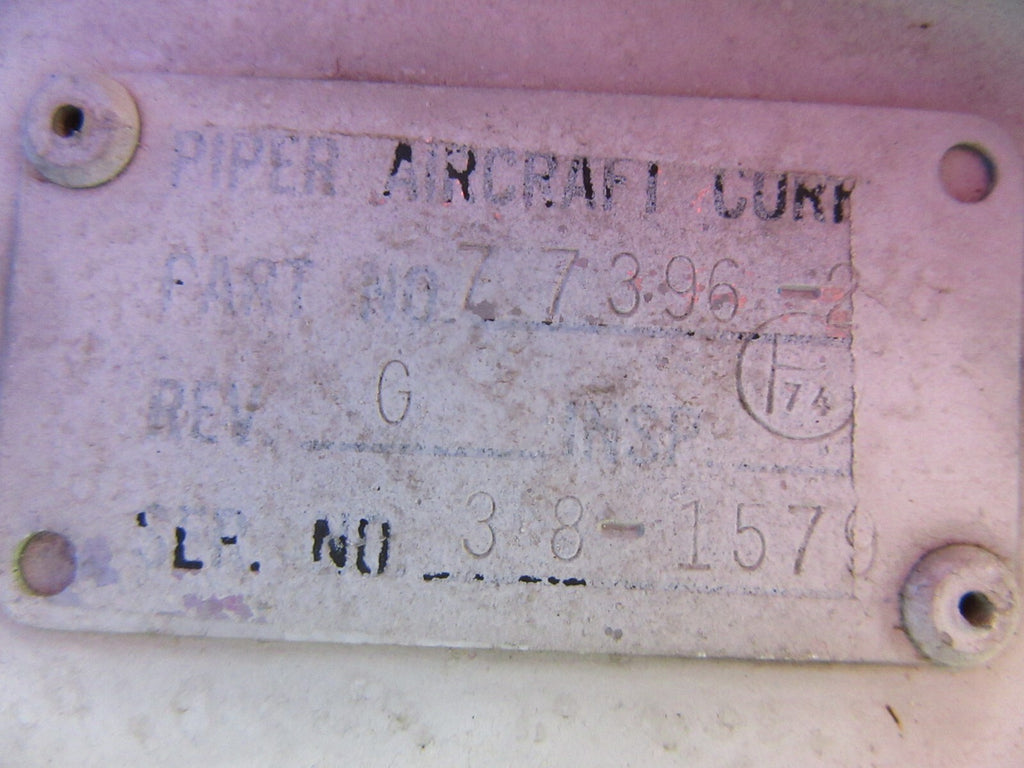 PIPER AIRCRAFT CORP
PART NO. 77396-2
REV. G INSP. P 74
SER. NO. 38-1579